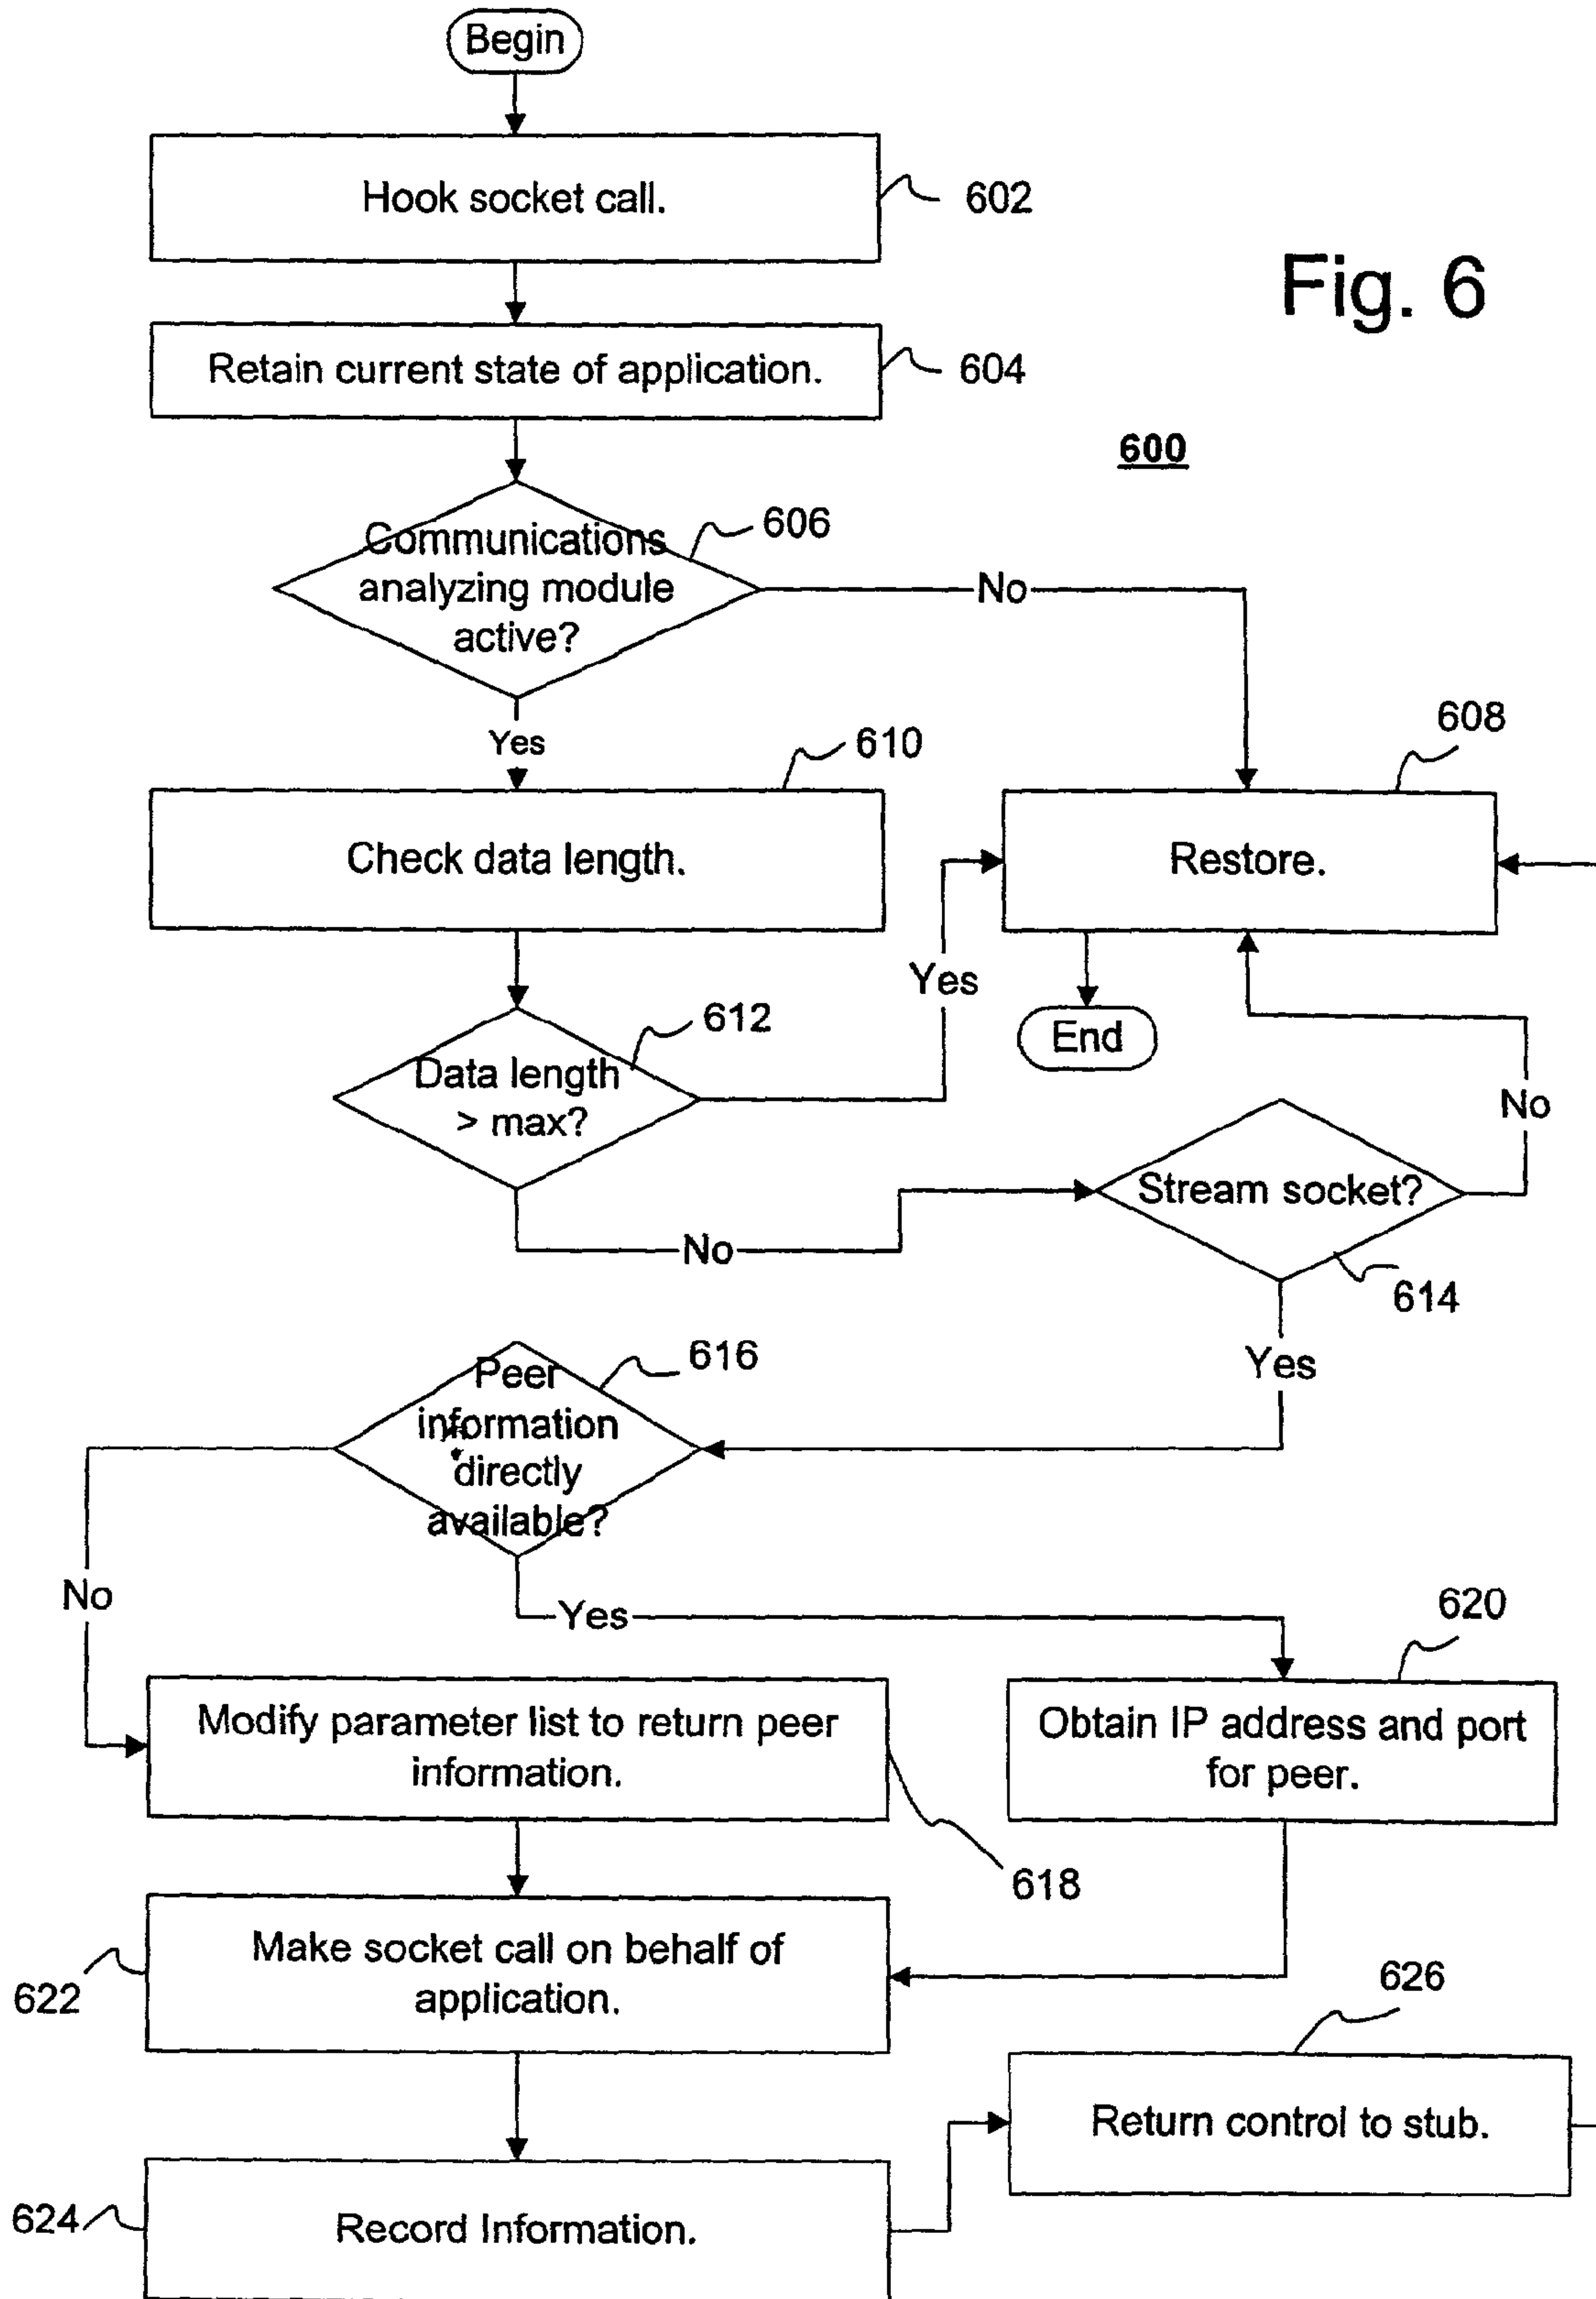 Begin
Hook socket call.
602
Fig. 6
Retain current state of application.
604
600
Communications
analyzing module
active?
606
No
Yes
610
608
Check data length.
Restore.
Yes
End
612
Data length
> max?
No
Stream socket?
No
614
Yes
616
Peer
information
directly
available?
No
Yes
620
Modify parameter list to return peer
information.
618
Obtain IP address and port
for peer.
Make socket call on behalf of
application.
622
626
Return control to stub.
624
Record Information.